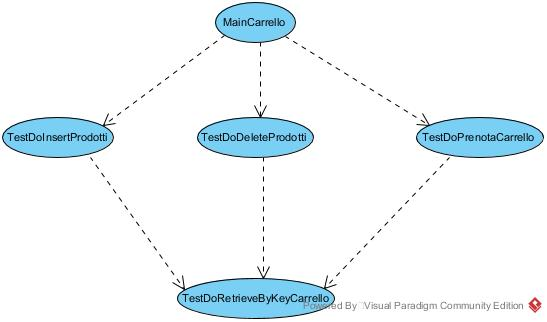 MainCarrello
TestDoInsertProdotti
TestDoDeleteProdotti
TestDoPrenotaCarrello
TestDoRetrieveByKeyCarrello
Powered By Visual Paradigm Community Edition